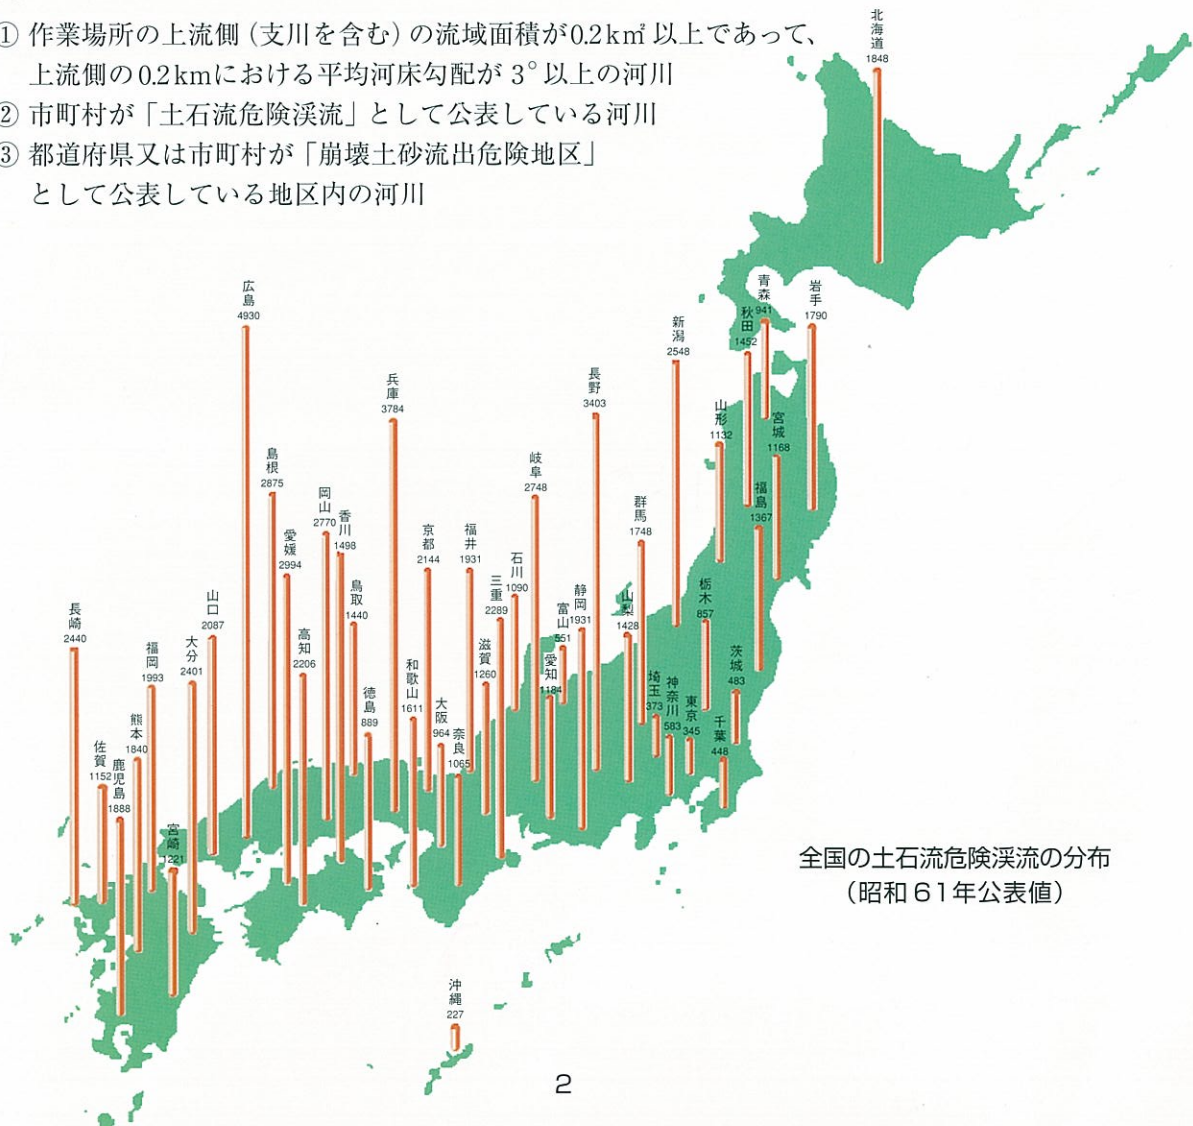 ① 作業場所の上流側（支川を含む）の流域面積が0.2k㎡ 以上であって、
上流側の0.2kmにおける平均河床勾配が 3°以上の河川
② 市町村が「土石流危険渓流」として公表している河川
③ 都道府県又は市町村が「崩壊土砂流出危険地区」
として公表している地区内の河川
北海道
1848
青森
941
岩手
1790
秋田
1452
広島
4930
新潟
2548
長野
3403
兵庫
3784
山形
1132
宮城
1168
島根
2875
岐阜
2748
福島
1367
岡山
2770
香川
1498
群馬
1748
愛媛
2994
京都
2144
福井
1931
石川
1090
鳥取
1440
三重
2289
静岡
1931
栃木
857
長崎
2440
山口
2087
山梨
1428
富山
551
福岡
1993
大分
2401
高知
2206
滋賀
1260
愛知
1184
茨城
483
和歌山
1611
埼玉
373
神奈川
583
東京
345
徳島
889
大阪
964
奈良
1065
千葉
448
熊本
1840
佐賀
1152
鹿児島
1888
宮崎
1221
全国の土石流危険渓流の分布
（昭和 61年公表値）
沖縄
227
2